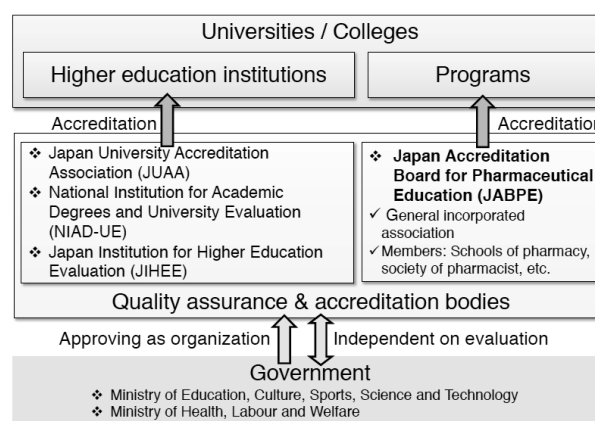 Universities / Colleges
Higher education institutions
Programs
Accreditation
Accreditation
❖ Japan University Accreditation
Association (JUAA)
❖ National Institution for Academic
Degrees and University Evaluation
(NIAD-UE)
❖ Japan Institution for Higher Education
Evaluation (JIHEE)
❖ Japan Accreditation
Board for Pharmaceutical
Education (JABPE)
✓ General incorporated
association
✓ Members: Schools of pharmacy,
society of pharmacist, etc.
Quality assurance & accreditation bodies
Approving as organization
Independent on evaluation
Government
❖ Ministry of Education, Culture, Sports, Science and Technology
❖ Ministry of Health, Labour and Welfare